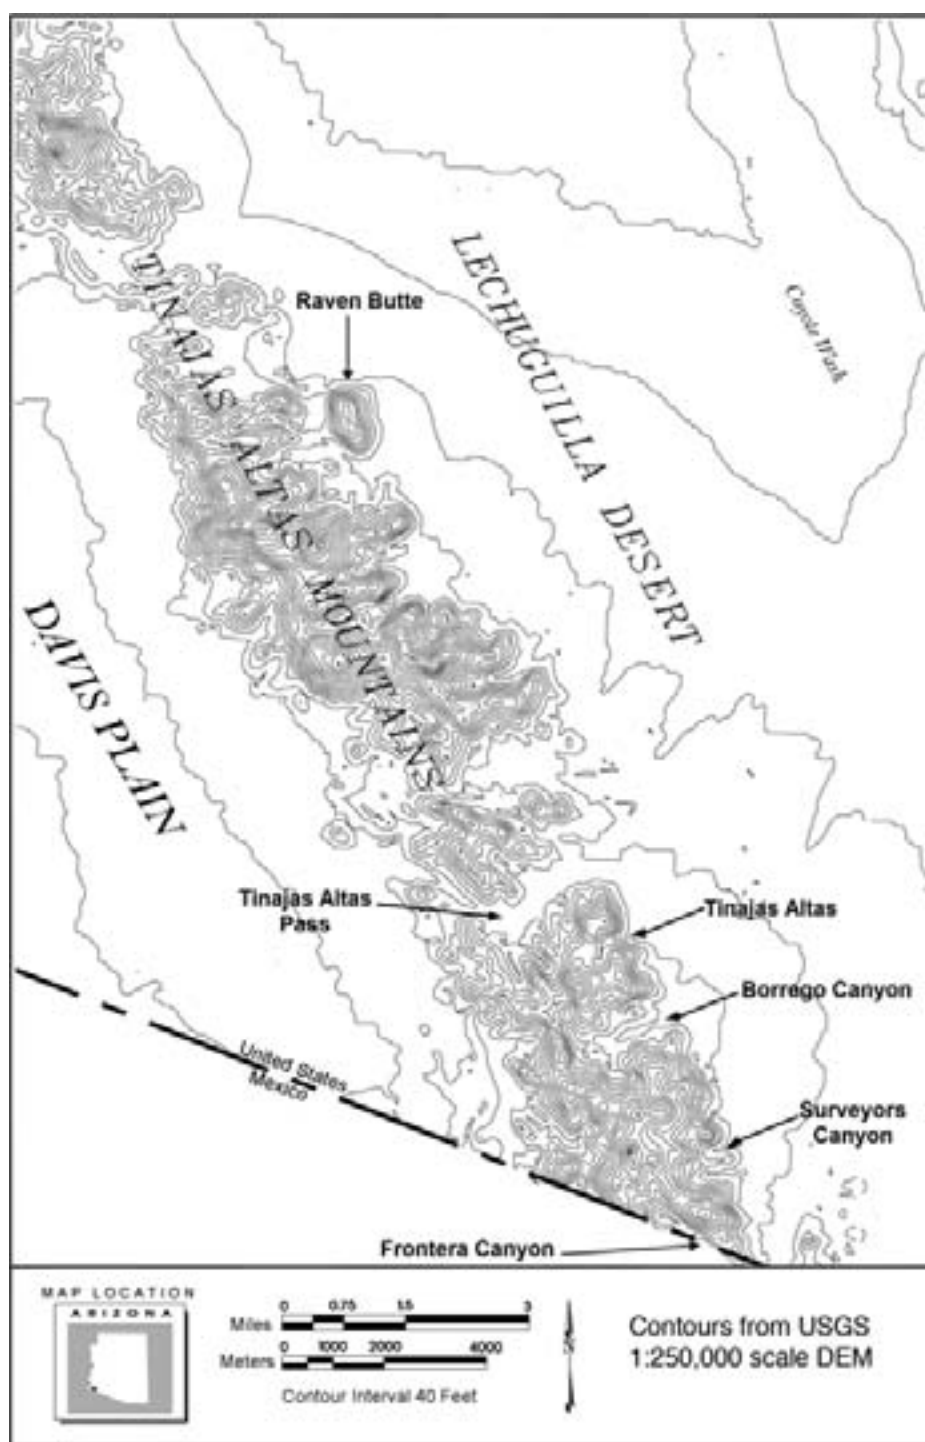 Raven Butte
LECHUGUILLA DESERT
Coyote Wash
TINAJAS ALTAS MOUNTAINS
DAVIS PLAIN
Tinajas Altas
Pass
Tinajas Altas
Borrego Canyon
United States
Mexico
Surveyors
Canyon
Frontera Canyon
MAP LOCATION
ARIZONA
0 0.75 1.5 3
Miles
0 1000 2000 4000
Meters
Contour Interval 40 Feet
N
Contours from USGS
1:250,000 scale DEM